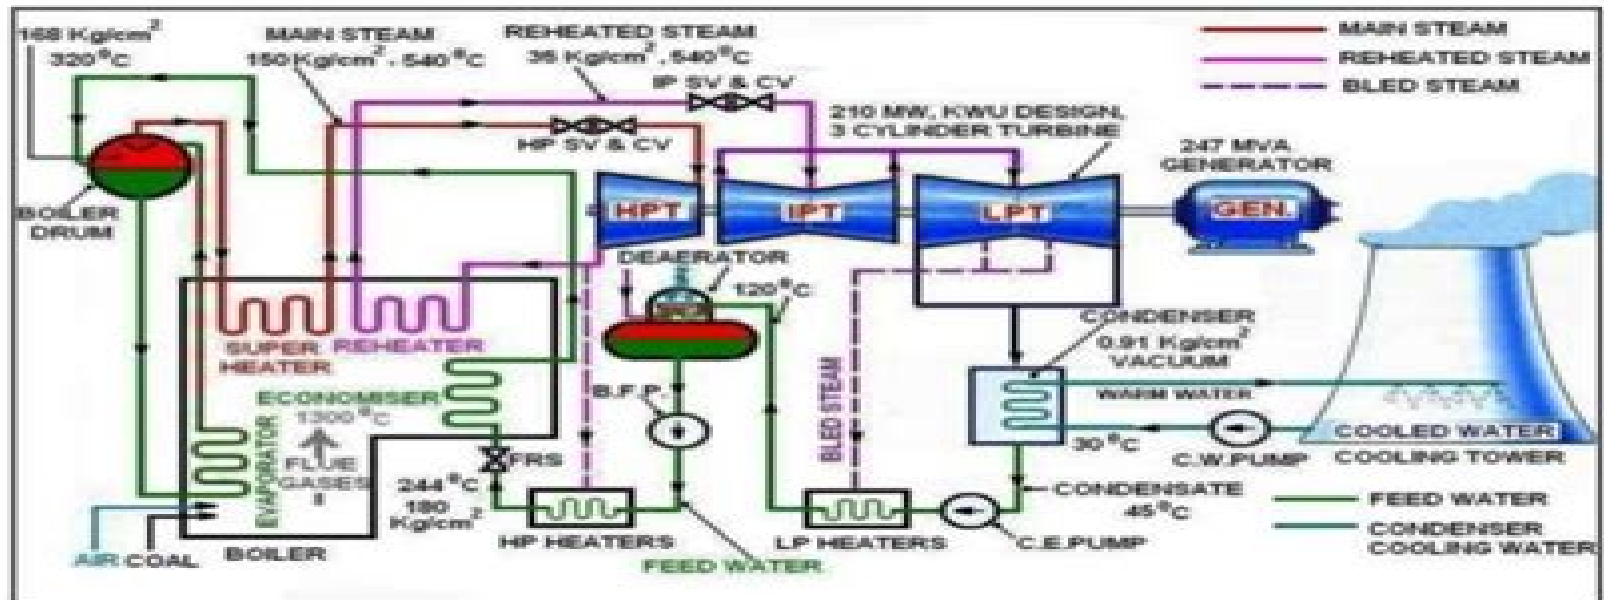 168 Kg/cm²
320°C
MAIN STEAM
150 Kg/cm², 540°C
REHEATED STEAM
35 Kg/cm², 540°C
IP SV & CV
HP SV & CV
MAIN STEAM
REHEATED STEAM
BLED STEAM
210 MW, KWU DESIGN,
3 CYLINDER TURBINE
247 MVA
GENERATOR
BOILER
DRUM
HPT
IPT
LPT
GEN.
DEAERATOR
120°C
SUPER
HEATER
REHEATER
ECONOMISER
1300°C
FLUE
GASES
EVAPORATOR
B.F.P.
BLED STEAM
CONDENSER
0.91 Kg/cm²
VACUUM
WARM WATER
30°C
C.W.PUMP
COOLED WATER
COOLING TOWER
FRS
244°C
180
Kg/cm²
HP HEATERS
FEED WATER
LP HEATERS
C.E.PUMP
CONDENSATE
45°C
AIR COAL
BOILER
FEED WATER
CONDENSER
COOLING WATER